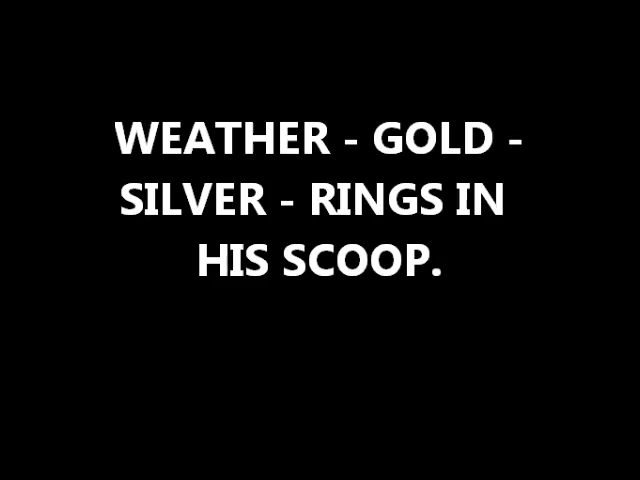 WEATHER - GOLD -
SILVER - RINGS IN
HIS SCOOP.